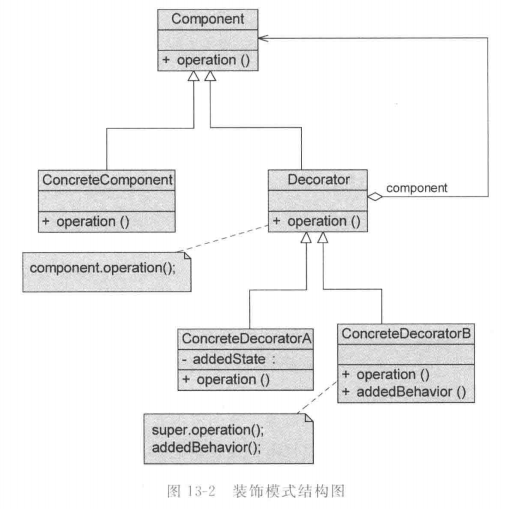 Component
+ operation ()
ConcreteComponent
+ operation ()
Decorator
+ operation ()
component
component.operation();
ConcreteDecoratorA
- addedState :
+ operation ()
ConcreteDecoratorB
+ operation ()
+ addedBehavior ()
super.operation();
addedBehavior();
图 13-2 装饰模式结构图